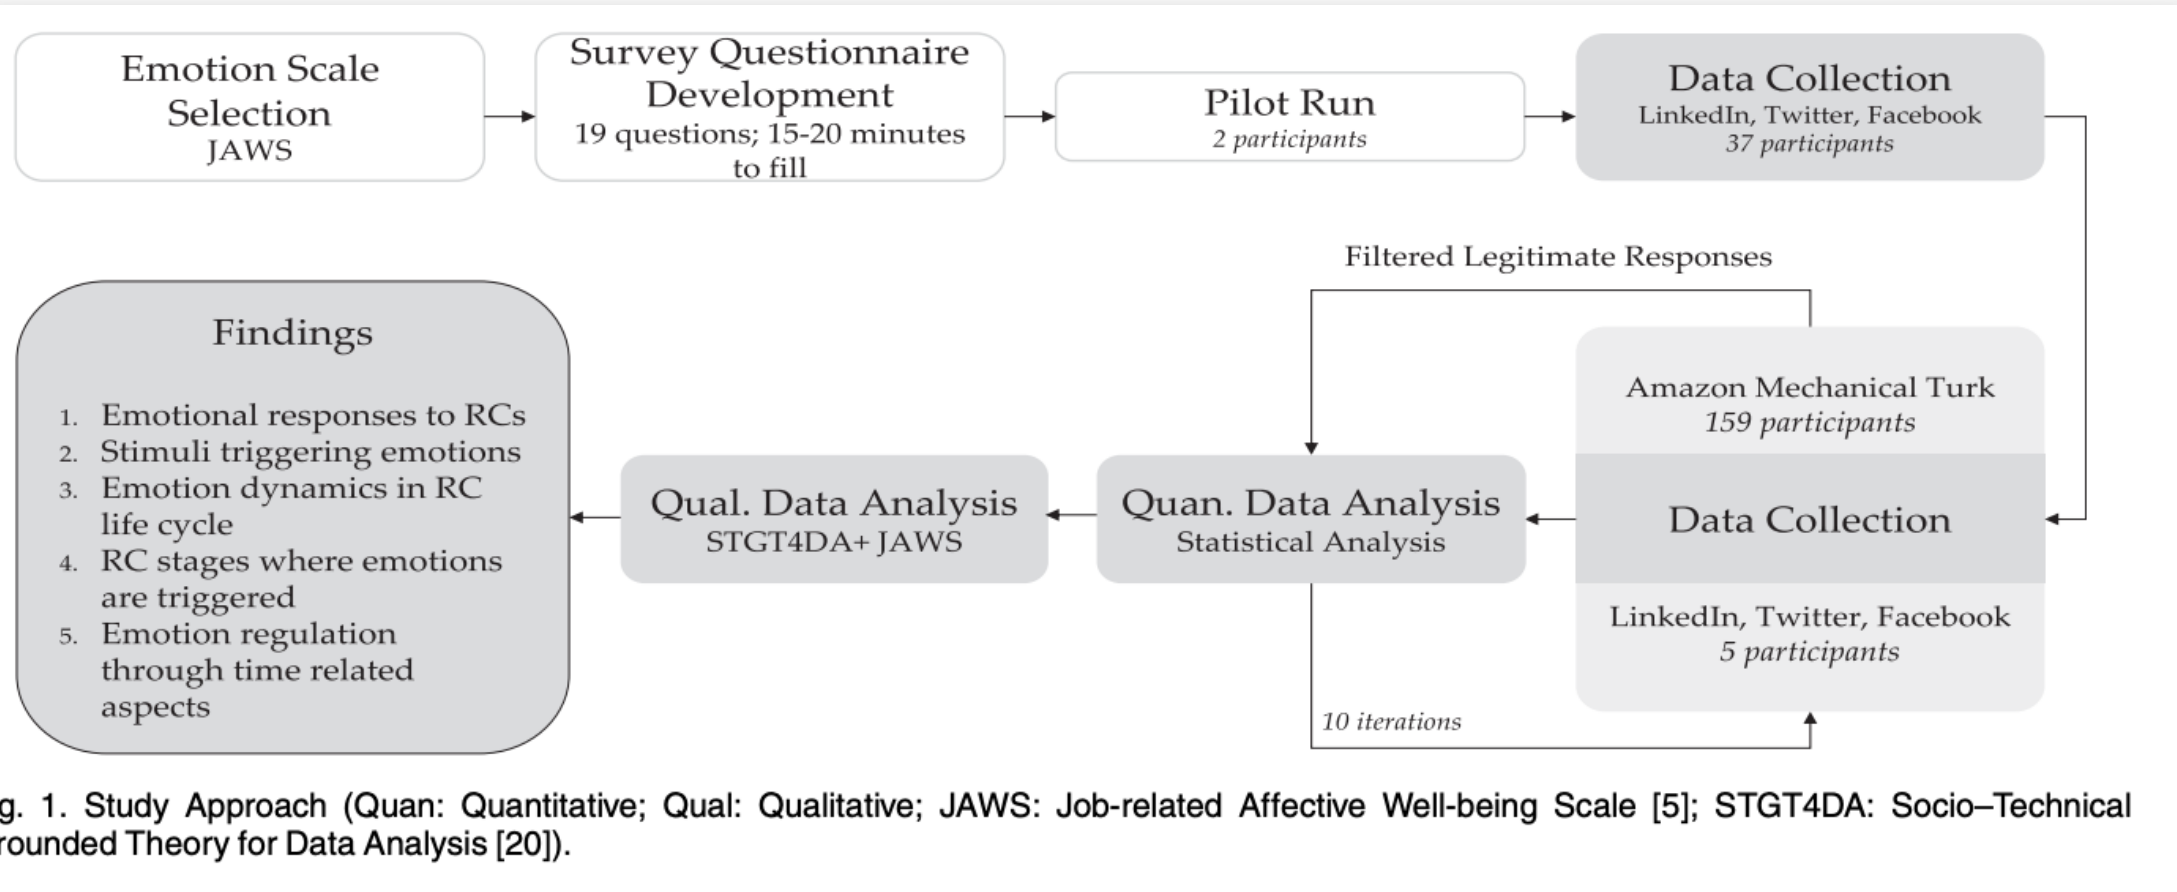 Emotion Scale
Selection
JAWS
Survey Questionnaire
Development
19 questions; 15-20 minutes
to fill
Pilot Run
2 participants
Data Collection
LinkedIn, Twitter, Facebook
37 participants
Filtered Legitimate Responses
Amazon Mechanical Turk
159 participants
Data Collection
LinkedIn, Twitter, Facebook
5 participants
Quan. Data Analysis
Statistical Analysis
10 iterations
Qual. Data Analysis
STGT4DA+ JAWS
Findings
1. Emotional responses to RCs
2. Stimuli triggering emotions
3. Emotion dynamics in RC
life cycle
4. RC stages where emotions
are triggered
5. Emotion regulation
through time related
aspects
g. 1. Study Approach (Quan: Quantitative; Qual: Qualitative; JAWS: Job-related Affective Well-being Scale [5]; STGT4DA: Socio–Technical
rounded Theory for Data Analysis [20]).